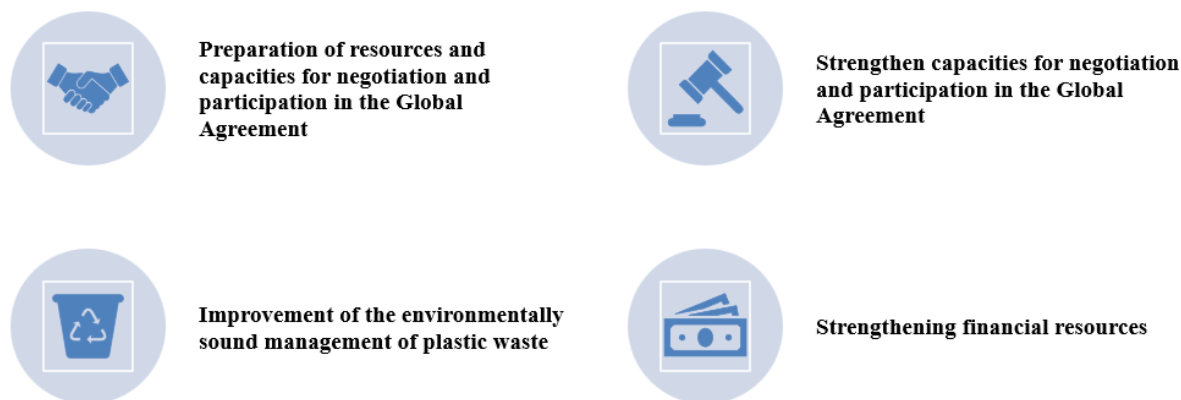 Preparation of resources and
capacities for negotiation and
participation in the Global
Agreement
Strengthen capacities for negotiation
and participation in the Global
Agreement
Improvement of the environmentally
sound management of plastic waste
Strengthening financial resources